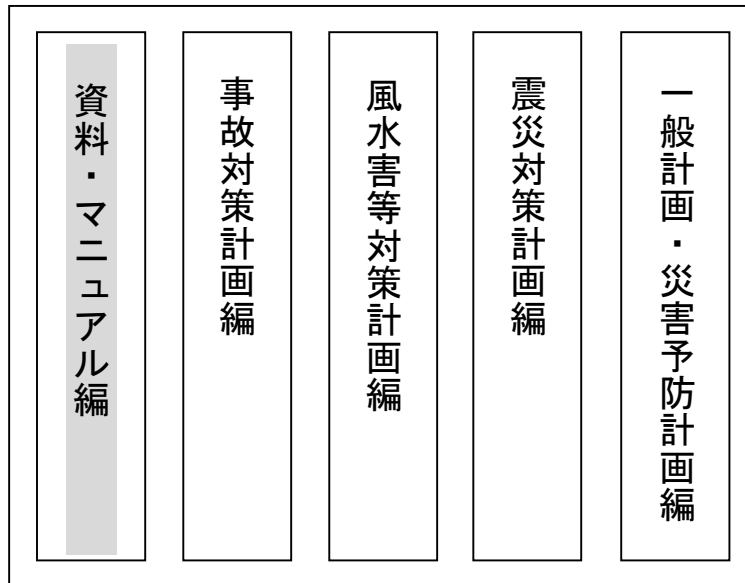 一般計画・災害予防計画編
震災対策計画編
風水害等対策計画編
事故対策計画編
資料・マニュアル編